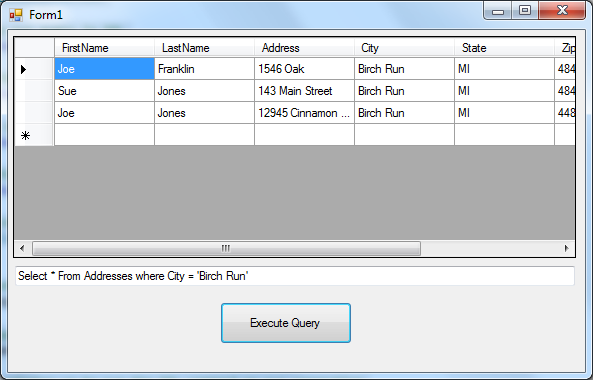 Form1
FirstName LastName Address City State Zip
Joe Franklin 1546 Oak Birch Run MI 484
Sue Jones 143 Main Street Birch Run MI 484
Joe Jones 12945 Cinnamon ... Birch Run MI 448
Select * From Addresses where City = 'Birch Run'
Execute Query